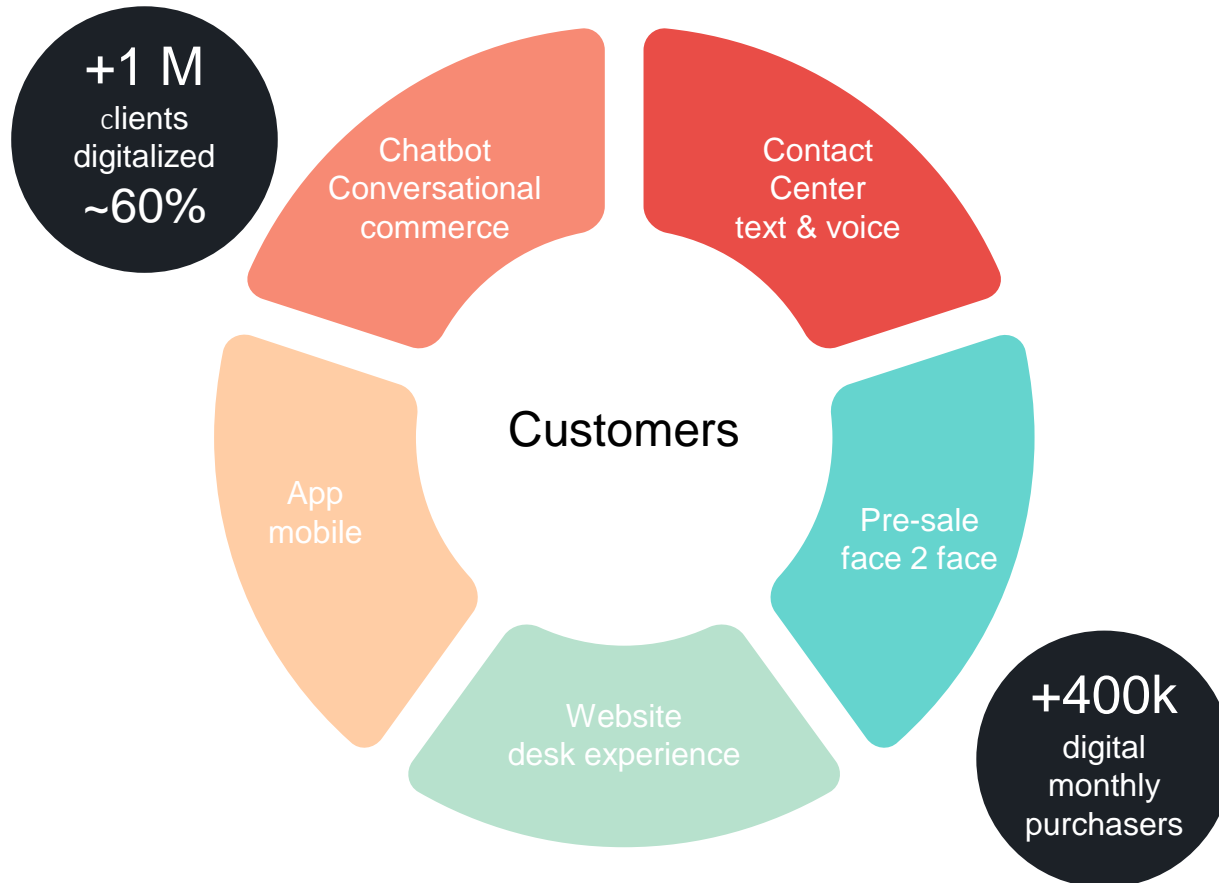 +1 M
clients
digitalized
~60%
Chatbot
Conversational
commerce
Contact
Center
text & voice
Customers
App
mobile
Pre-sale
face 2 face
Website
desk experience
+400k
digital
monthly
purchasers